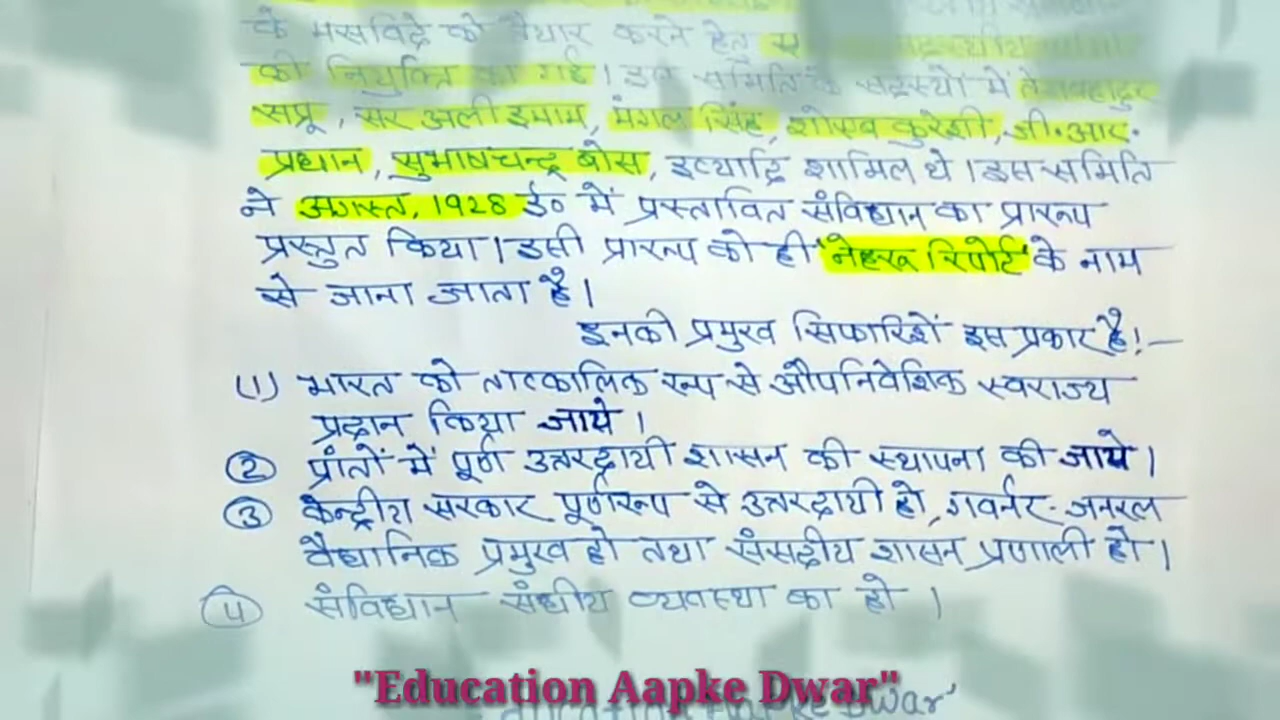 के मसविदे को तैयार करने हेतु
की नियुक्ति की गई। इस समिति के सदस्यों में तेजबहादुर
सप्रू, सर अली इमाम, मंगल सिंह, शोएब कुरेशी, जी.आर.
प्रधान, सुभाषचन्द्र बोस, इत्यादि शामिल थे। इस समिति
ने अगस्त, 1928 ई० में प्रस्तावित संविधान का प्रारूप
प्रस्तुत किया। इसी प्रारूप को ही 'नेहरू रिपोर्ट' के नाम
से जाना जाता है।
इनकी प्रमुख सिफारिशें इस प्रकार है!—
(1) भारत को तात्कालिक रूप से औपनिवेशिक स्वराज्य
प्रदान किया जाये।
② प्रांतों में पूर्ण उत्तरदायी शासन की स्थापना की जाये।
③ केन्द्रीय सरकार पूर्णरूप से उत्तरदायी हो, गवर्नर-जनरल
वैधानिक प्रमुख हो तथा संसदीय शासन प्रणाली हो।
④ संविधान संघीय व्यवस्था का हो।
"Education Aapke Dwar"